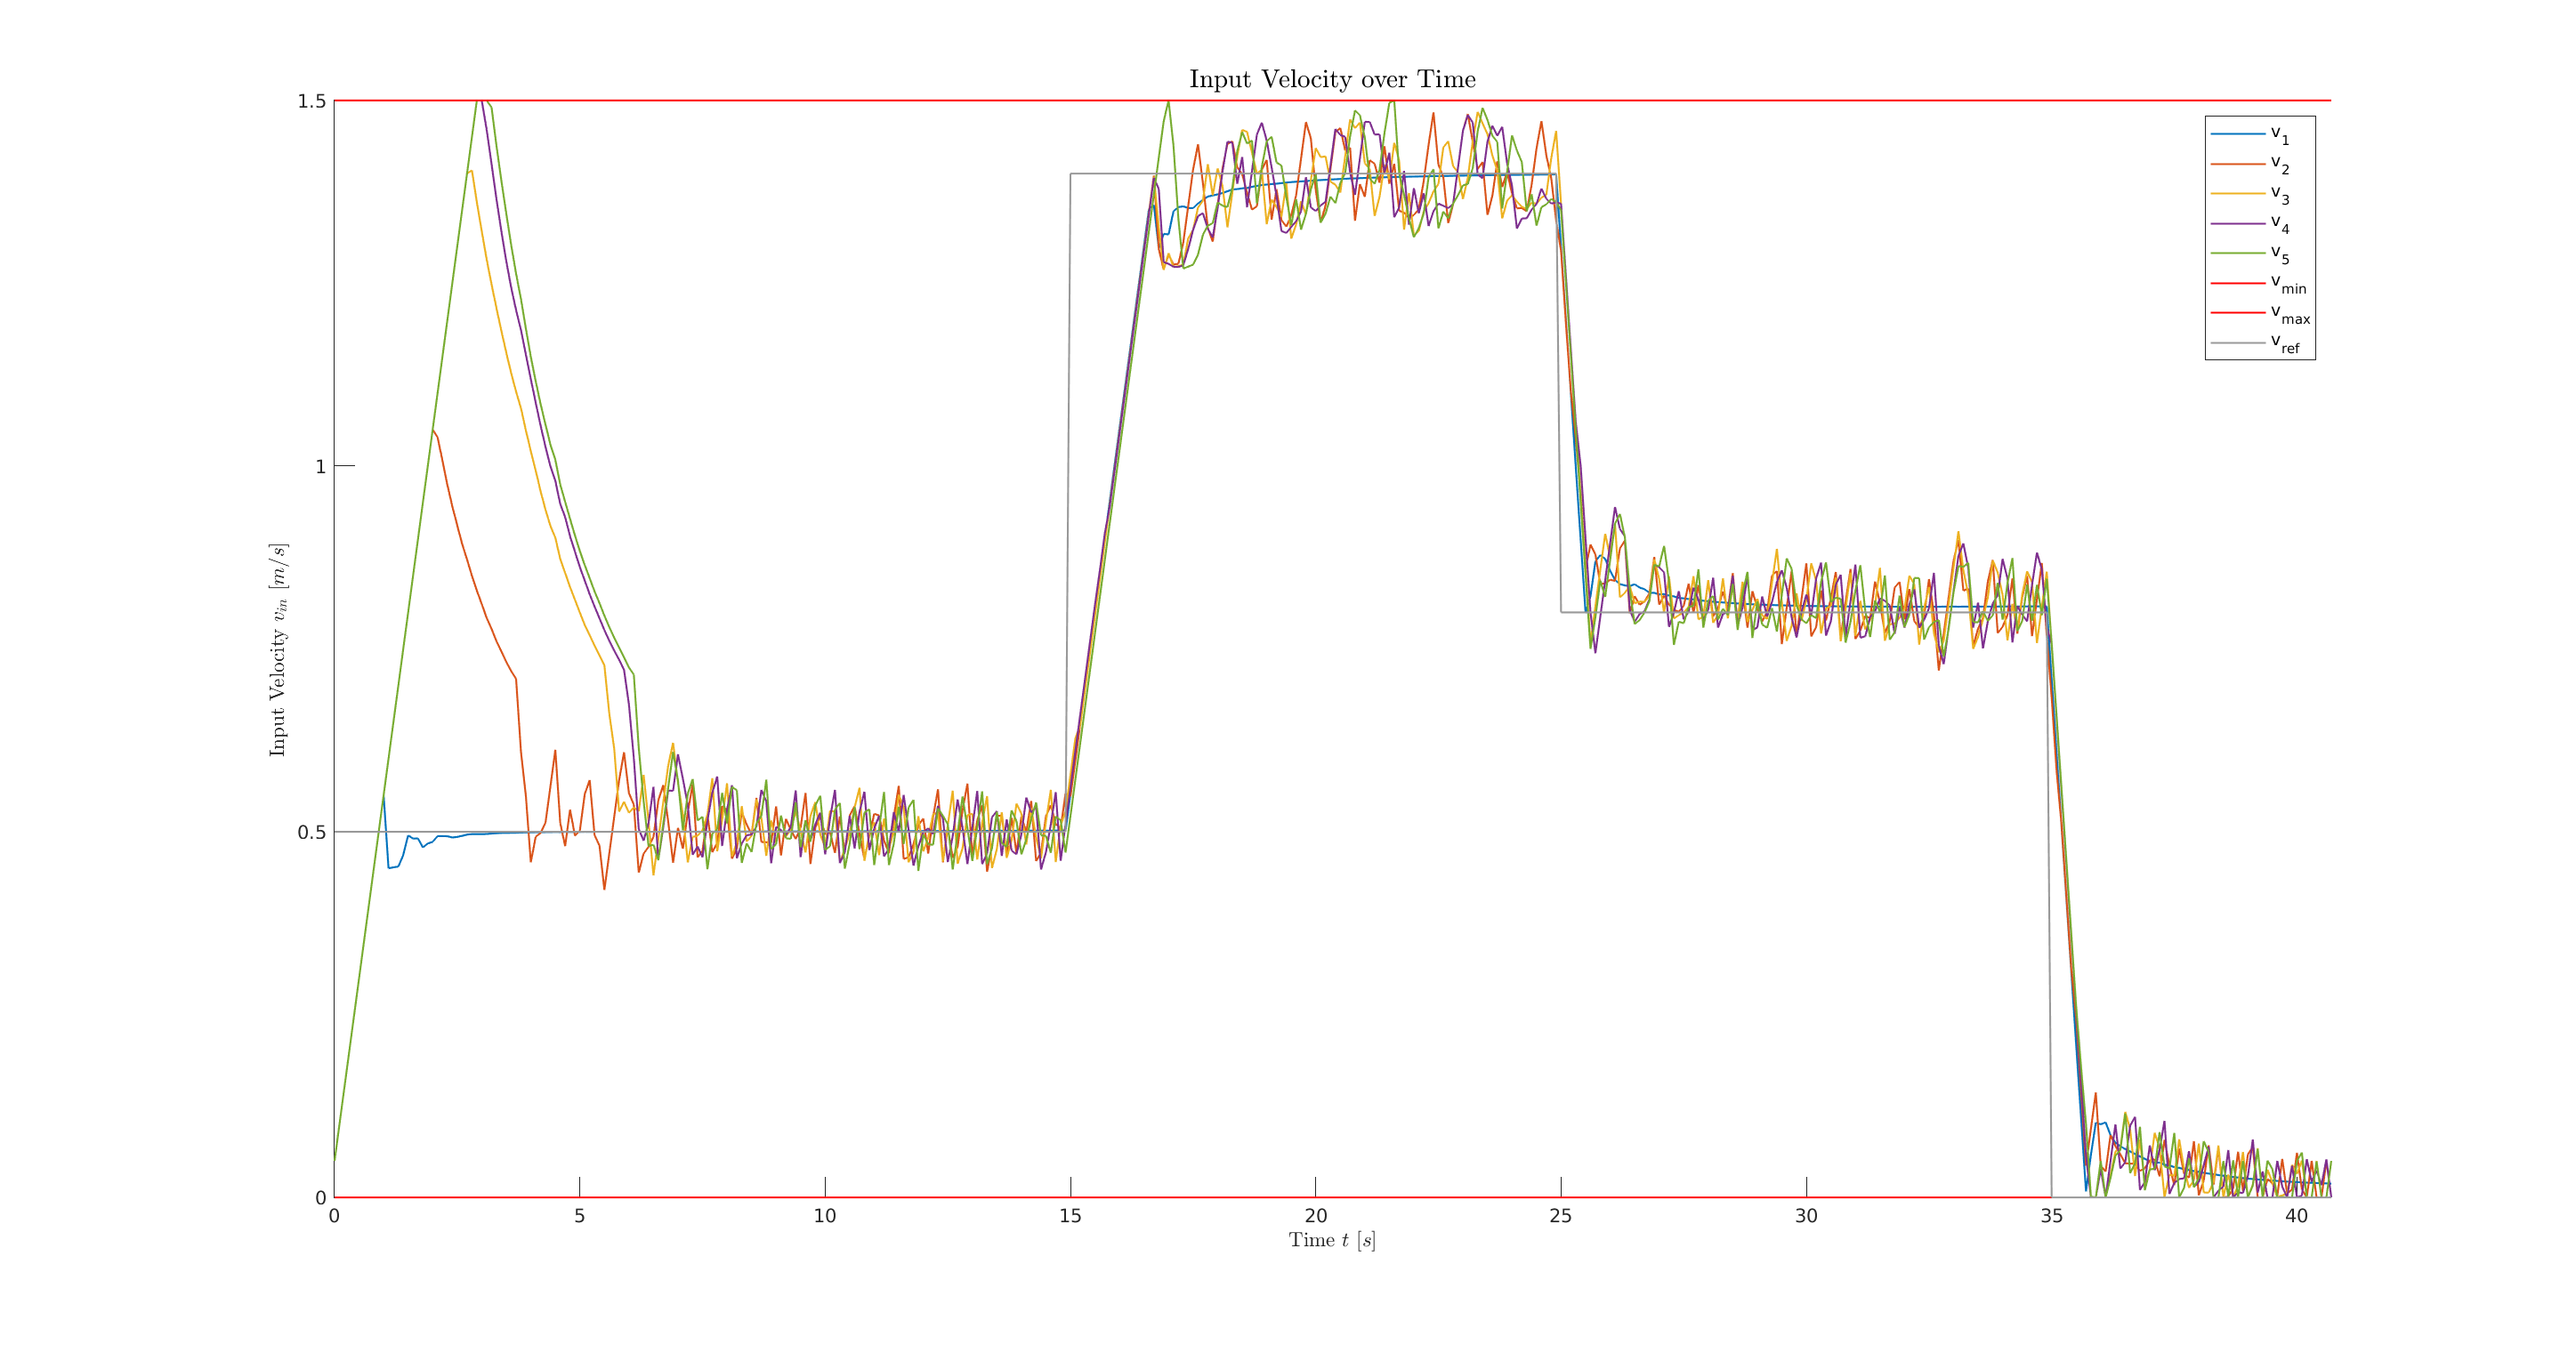 Input Velocity over Time
1.5
1
0.5
0
Input Velocity v_in [m/s]
v_1
v_2
v_3
v_4
v_5
v_min
v_max
v_ref
0 5 10 15 20 25 30 35 40
Time t [s]